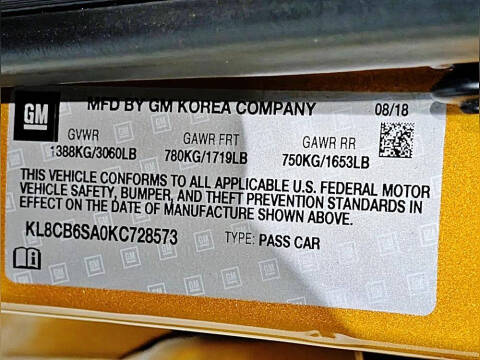 GM MFD BY GM KOREA COMPANY 08/18
GVWR GAWR FRT GAWR RR
1388KG/3060LB 780KG/1719LB 750KG/1653LB
THIS VEHICLE CONFORMS TO ALL APPLICABLE U.S. FEDERAL MOTOR
VEHICLE SAFETY, BUMPER, AND THEFT PREVENTION STANDARDS IN
EFFECT ON THE DATE OF MANUFACTURE SHOWN ABOVE.
KL8CB6SA0KC728573 TYPE: PASS CAR